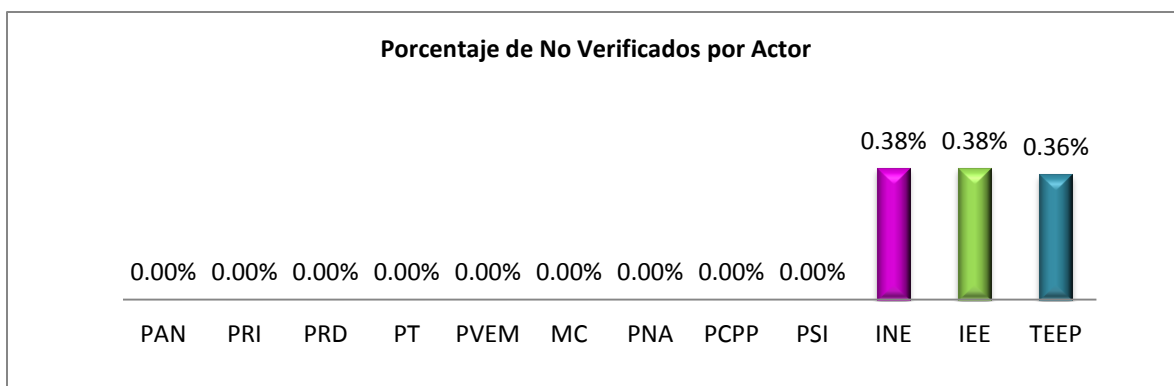 Porcentaje de No Verificados por Actor
0.38% 0.38% 0.36%
0.00% 0.00% 0.00% 0.00% 0.00% 0.00% 0.00% 0.00% 0.00%
PAN PRI PRD PT PVEM MC PNA PCPP PSI INE IEE TEEP